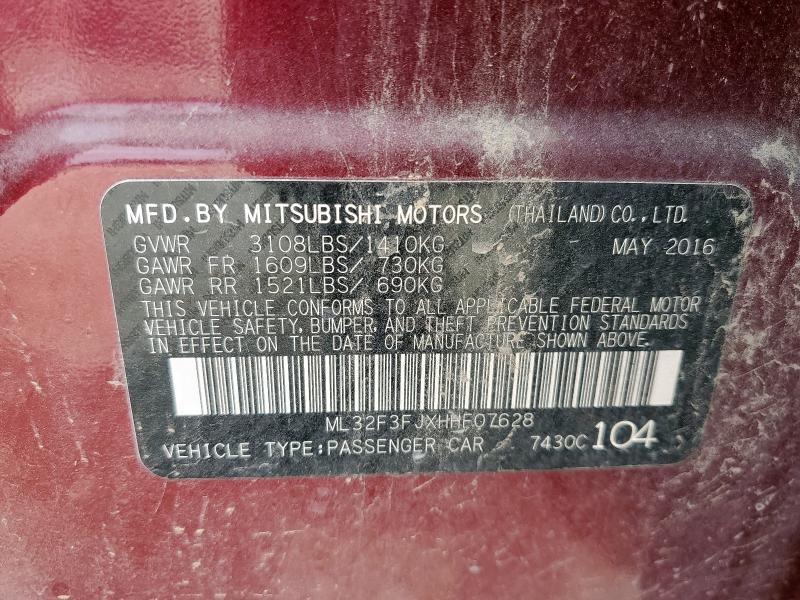 MFD.BY MITSUBISHI MOTORS (THAILAND)CO.,LTD.
GVWR 3108LBS/1410KG MAY 2016
GAWR FR 1609LBS/ 730KG
GAWR RR 1521LBS/ 690KG
THIS VEHICLE CONFORMS TO ALL APPLICABLE FEDERAL MOTOR
VEHICLE SAFETY, BUMPER, AND THEFT PREVENTION STANDARDS
IN EFFECT ON THE DATE OF MANUFACTURE SHOWN ABOVE.
VEHICLE TYPE:PASSENGER CAR 7430C 104